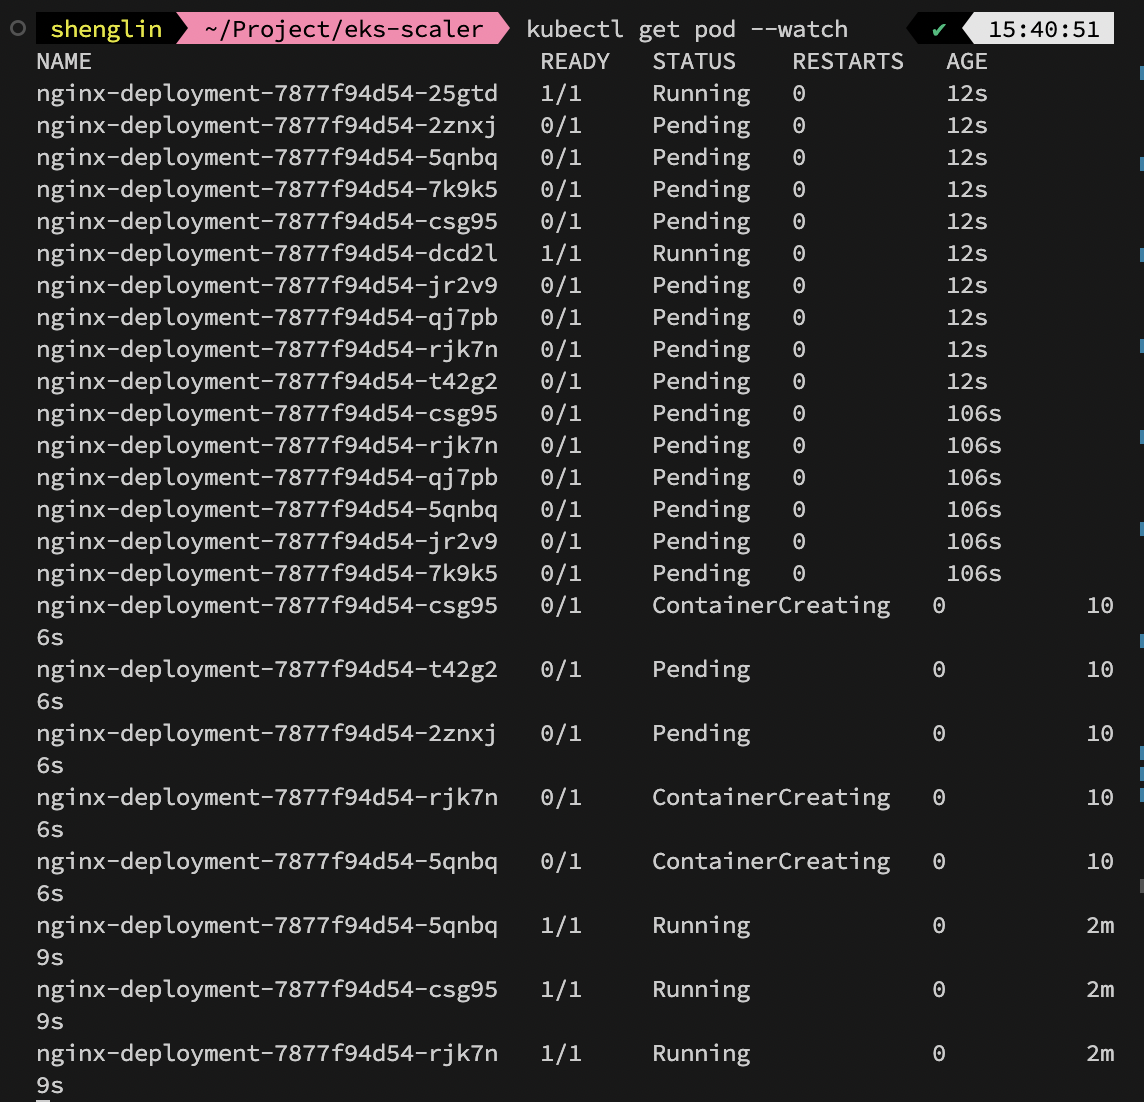 shenglin ~/Project/eks-scaler kubectl get pod --watch ✔ 15:40:51
NAME READY STATUS RESTARTS AGE
nginx-deployment-7877f94d54-25gtd 1/1 Running 0 12s
nginx-deployment-7877f94d54-2znxj 0/1 Pending 0 12s
nginx-deployment-7877f94d54-5qnbq 0/1 Pending 0 12s
nginx-deployment-7877f94d54-7k9k5 0/1 Pending 0 12s
nginx-deployment-7877f94d54-csg95 0/1 Pending 0 12s
nginx-deployment-7877f94d54-dcd2l 1/1 Running 0 12s
nginx-deployment-7877f94d54-jr2v9 0/1 Pending 0 12s
nginx-deployment-7877f94d54-qj7pb 0/1 Pending 0 12s
nginx-deployment-7877f94d54-rjk7n 0/1 Pending 0 12s
nginx-deployment-7877f94d54-t42g2 0/1 Pending 0 12s
nginx-deployment-7877f94d54-csg95 0/1 Pending 0 106s
nginx-deployment-7877f94d54-rjk7n 0/1 Pending 0 106s
nginx-deployment-7877f94d54-qj7pb 0/1 Pending 0 106s
nginx-deployment-7877f94d54-5qnbq 0/1 Pending 0 106s
nginx-deployment-7877f94d54-jr2v9 0/1 Pending 0 106s
nginx-deployment-7877f94d54-7k9k5 0/1 Pending 0 106s
nginx-deployment-7877f94d54-csg95 0/1 ContainerCreating 0 10
6s
nginx-deployment-7877f94d54-t42g2 0/1 Pending 0 10
6s
nginx-deployment-7877f94d54-2znxj 0/1 Pending 0 10
6s
nginx-deployment-7877f94d54-rjk7n 0/1 ContainerCreating 0 10
6s
nginx-deployment-7877f94d54-5qnbq 0/1 ContainerCreating 0 10
6s
nginx-deployment-7877f94d54-5qnbq 1/1 Running 0 2m
9s
nginx-deployment-7877f94d54-csg95 1/1 Running 0 2m
9s
nginx-deployment-7877f94d54-rjk7n 1/1 Running 0 2m
9s